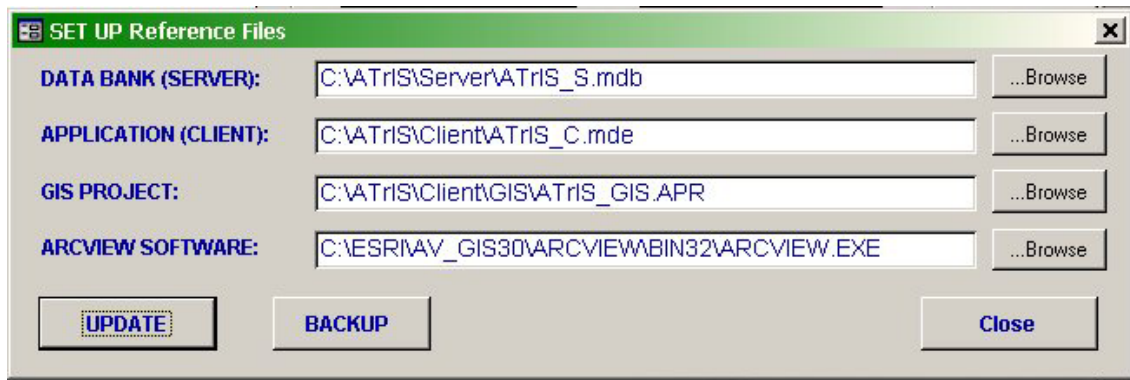 SET UP Reference Files
DATA BANK (SERVER): C:\ATrIS\Server\ATrIS_S.mdb ...Browse
APPLICATION (CLIENT): C:\ATrIS\Client\ATrIS_C.mde ...Browse
GIS PROJECT: C:\ATrIS\Client\GIS\ATrIS_GIS.APR ...Browse
ARCVIEW SOFTWARE: C:\ESRI\AV_GIS30\ARCVIEW\BIN32\ARCVIEW.EXE ...Browse
UPDATE BACKUP Close